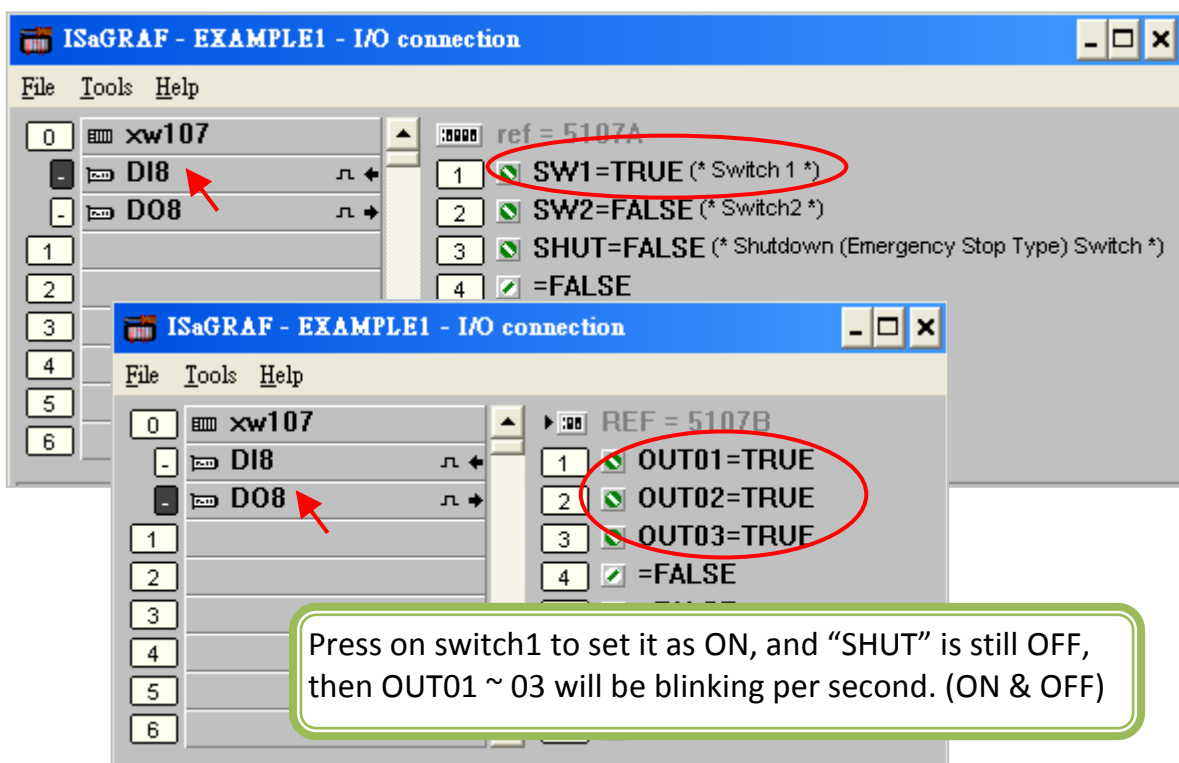 ISaGRAF - EXAMPLE1 - I/O connection
File Tools Help
0 xw107
- DI8
- DO8
1
2
3
4
5
6
ref = 5107A
1 SW1=TRUE (* Switch 1 *)
2 SW2=FALSE (* Switch2 *)
3 SHUT=FALSE (* Shutdown (Emergency Stop Type) Switch *)
4 =FALSE
ISaGRAF - EXAMPLE1 - I/O connection
File Tools Help
0 xw107
- DI8
- DO8
1
2
3
4
5
6
REF = 5107B
1 OUT01=TRUE
2 OUT02=TRUE
3 OUT03=TRUE
4 =FALSE
Press on switch1 to set it as ON, and “SHUT” is still OFF,
then OUT01 ~ 03 will be blinking per second. (ON & OFF)